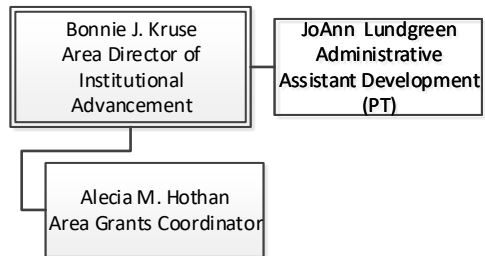 Bonnie J. Kruse
Area Director of
Institutional
Advancement
JoAnn Lundgreen
Administrative
Assistant Development
(PT)
Alecia M. Hothan
Area Grants Coordinator